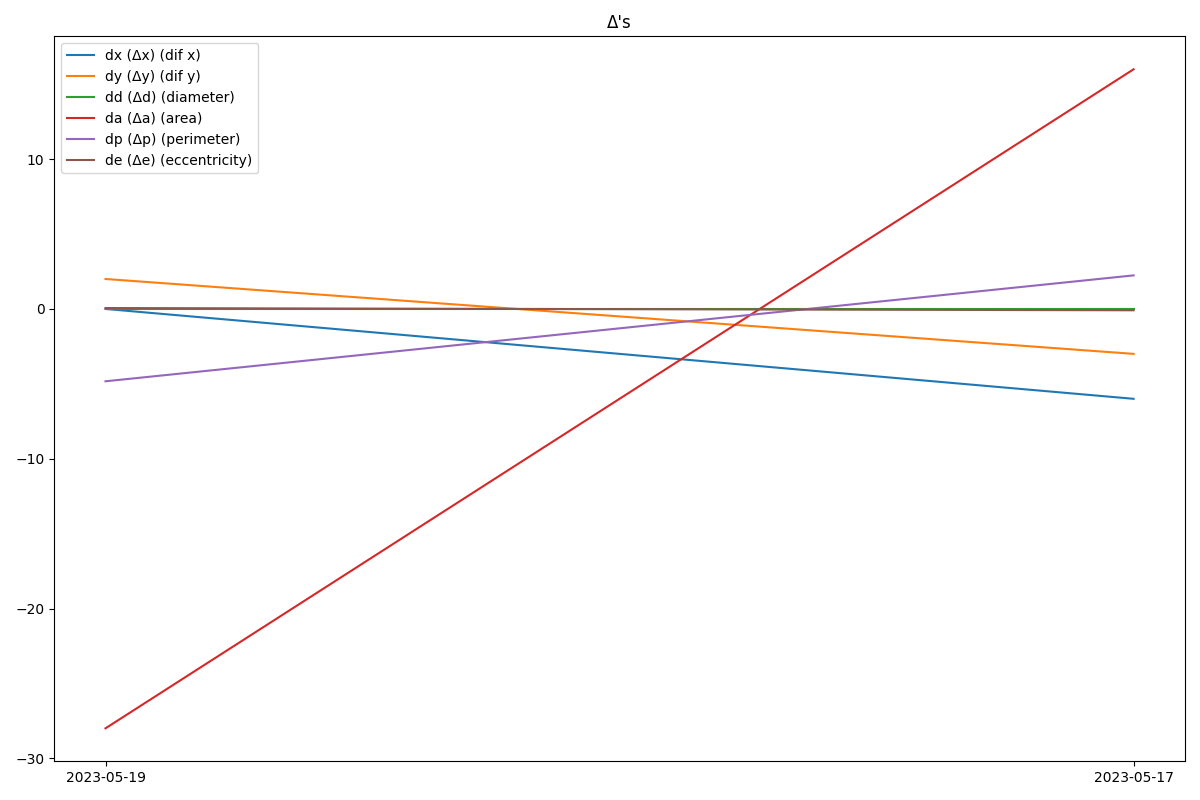 Δ's
dx (Δx) (dif x)
dy (Δy) (dif y)
dd (Δd) (diameter)
da (Δa) (area)
dp (Δp) (perimeter)
de (Δe) (eccentricity)
10
0
−10
−20
−30
2023-05-19
2023-05-17